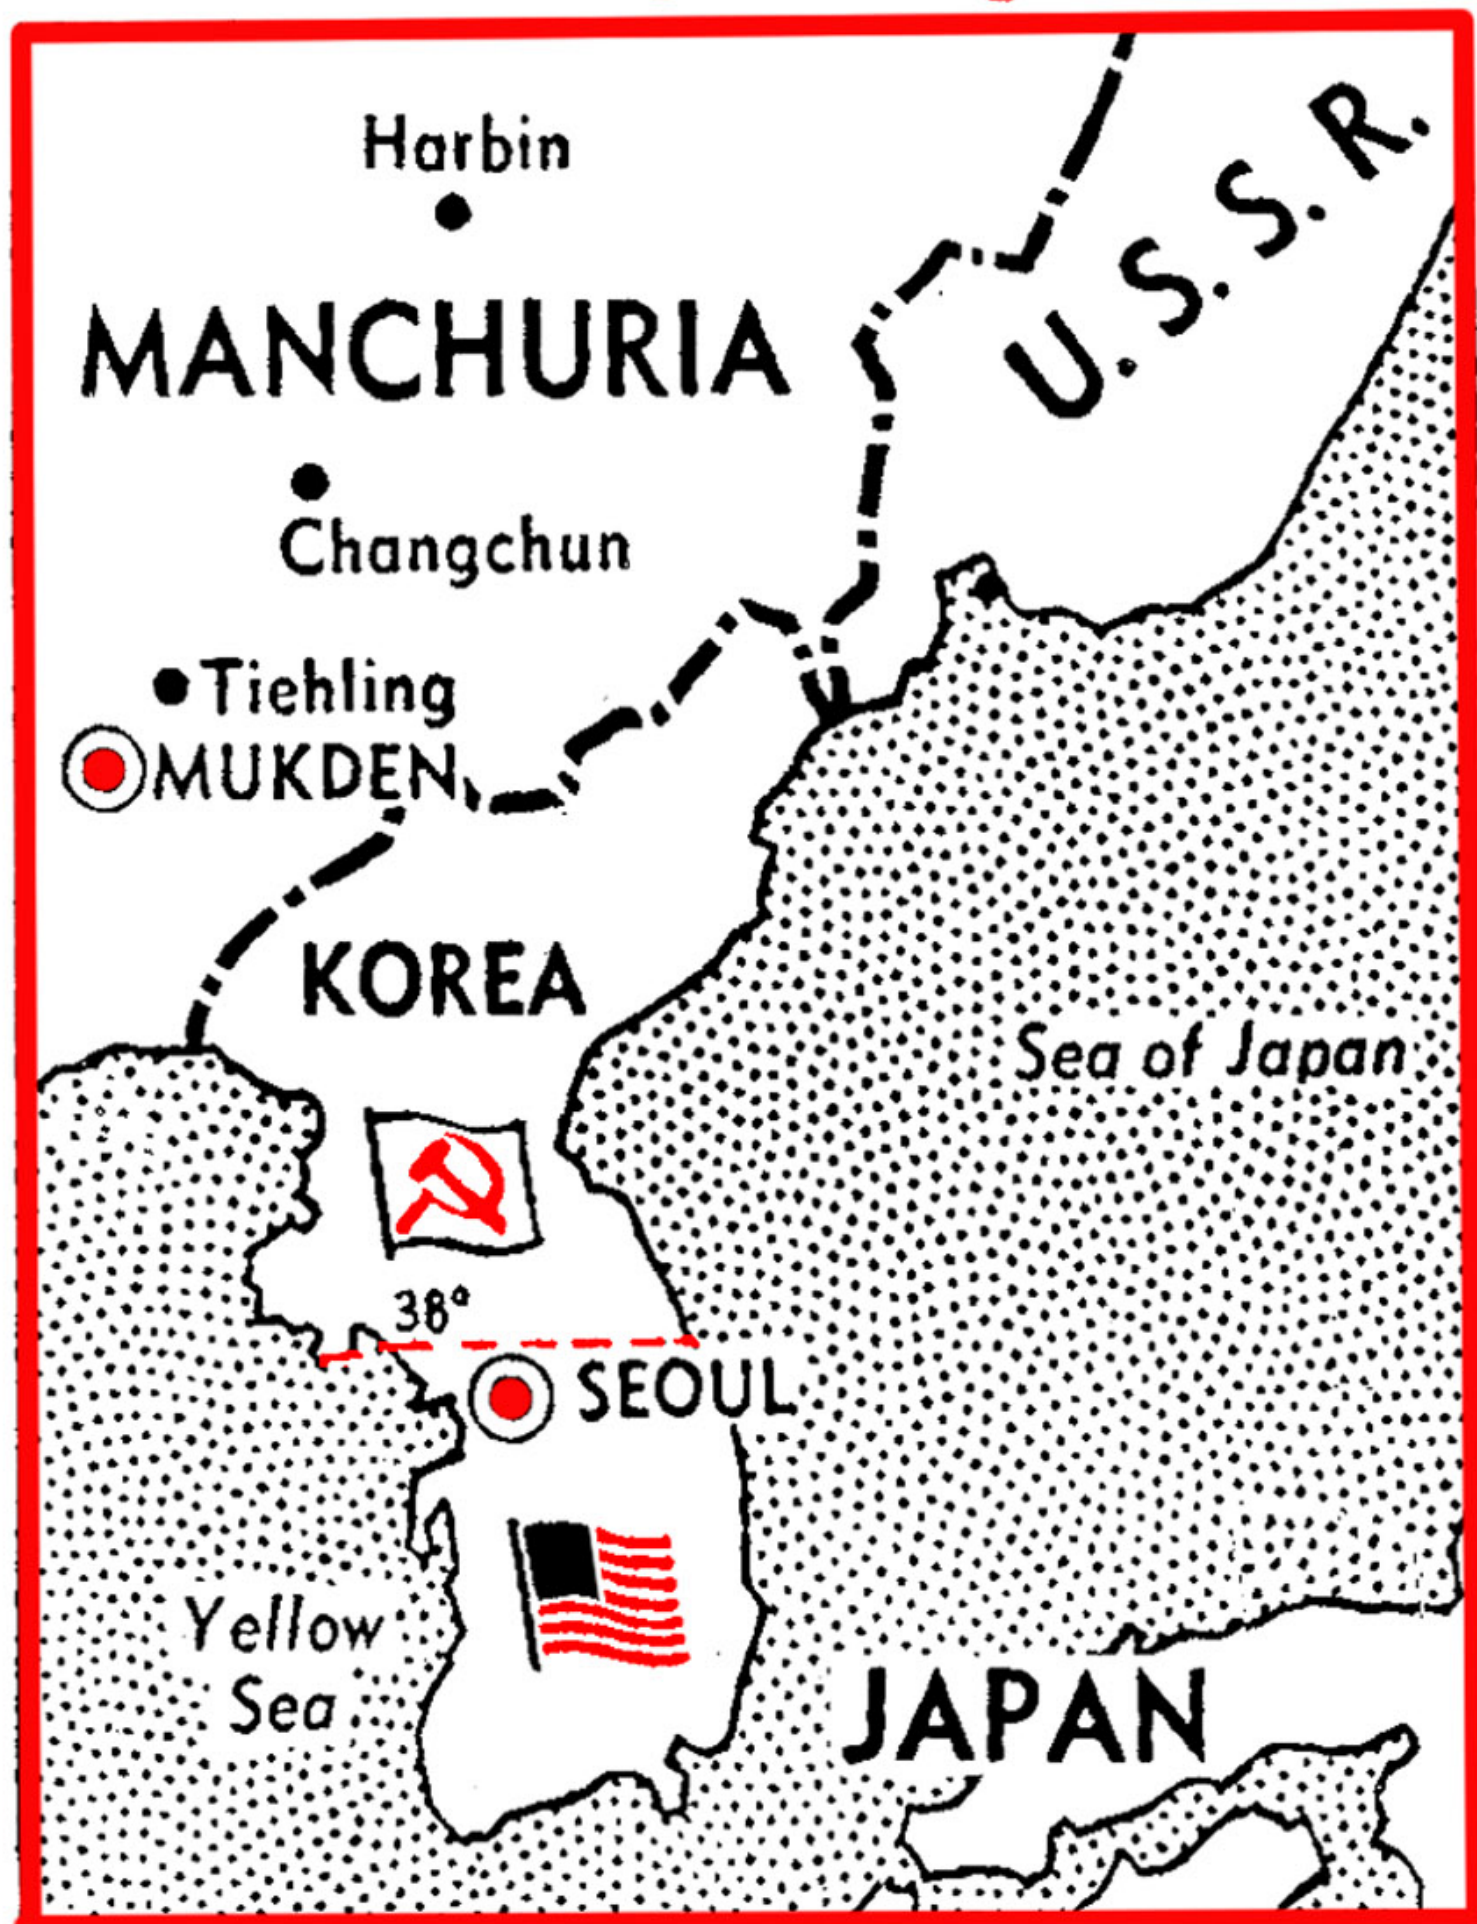 Harbin
U.S.S.R.
MANCHURIA
Changchun
Tiehling
MUKDEN
KOREA
Sea of Japan
38°
SEOUL
Yellow
Sea
JAPAN